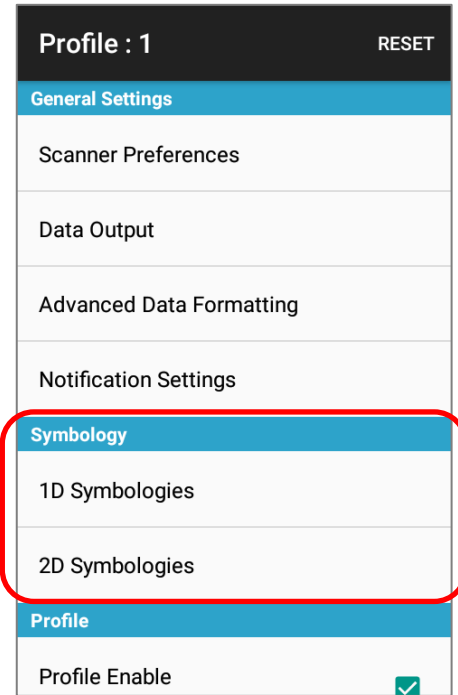 Profile : 1 RESET
General Settings
Scanner Preferences
Data Output
Advanced Data Formatting
Notification Settings
Symbology
1D Symbologies
2D Symbologies
Profile
Profile Enable